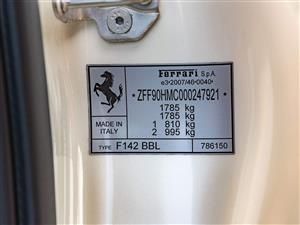 Ferrari S.p.A.
e3*2007/46*0040*
*ZFF90HMC000247921*
1785 kg
1785 kg
1 810 kg
2 995 kg
MADE IN
ITALY
TYPE F142 BBL 786150